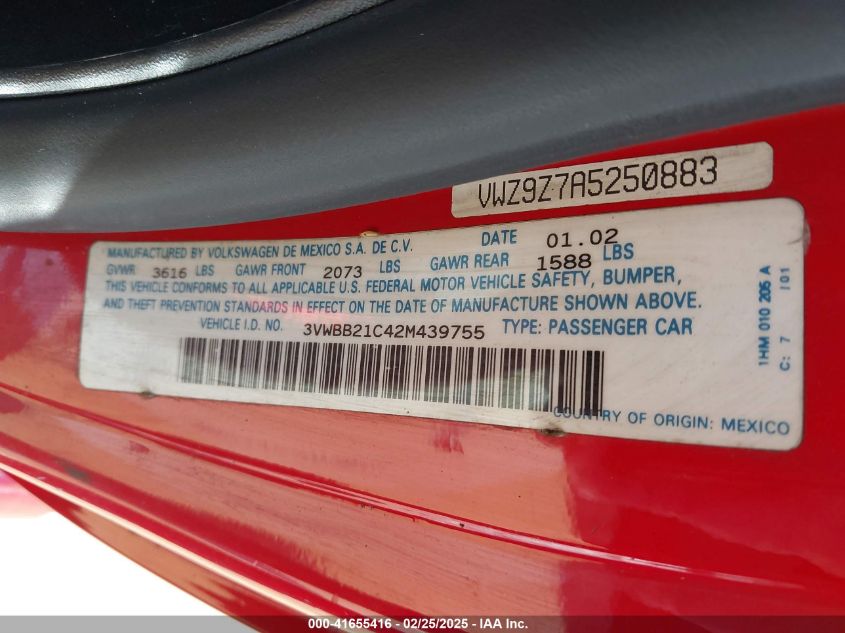 VWZ9Z7A5250883
MANUFACTURED BY VOLKSWAGEN DE MEXICO S.A. DE C.V. DATE 01.02
GVWR 3616 LBS GAWR FRONT 2073 LBS GAWR REAR 1588 LBS
THIS VEHICLE CONFORMS TO ALL APPLICABLE U.S. FEDERAL MOTOR VEHICLE SAFETY, BUMPER,
AND THEFT PREVENTION STANDARDS IN EFFECT ON THE DATE OF MANUFACTURE SHOWN ABOVE.
VEHICLE I.D. NO. 3VWBB21C42M439755 TYPE: PASSENGER CAR
COUNTRY OF ORIGIN: MEXICO
1HM 010 205 A
C: 7 /01
000-41655416 - 02/25/2025 - IAA Inc.